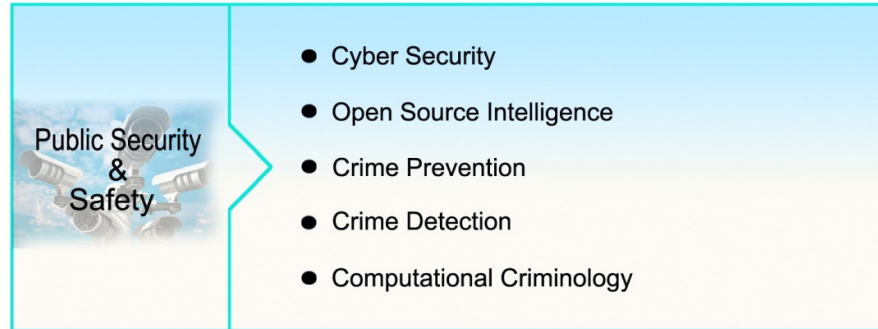 Public Security
&
Safety
Cyber Security
Open Source Intelligence
Crime Prevention
Crime Detection
Computational Criminology